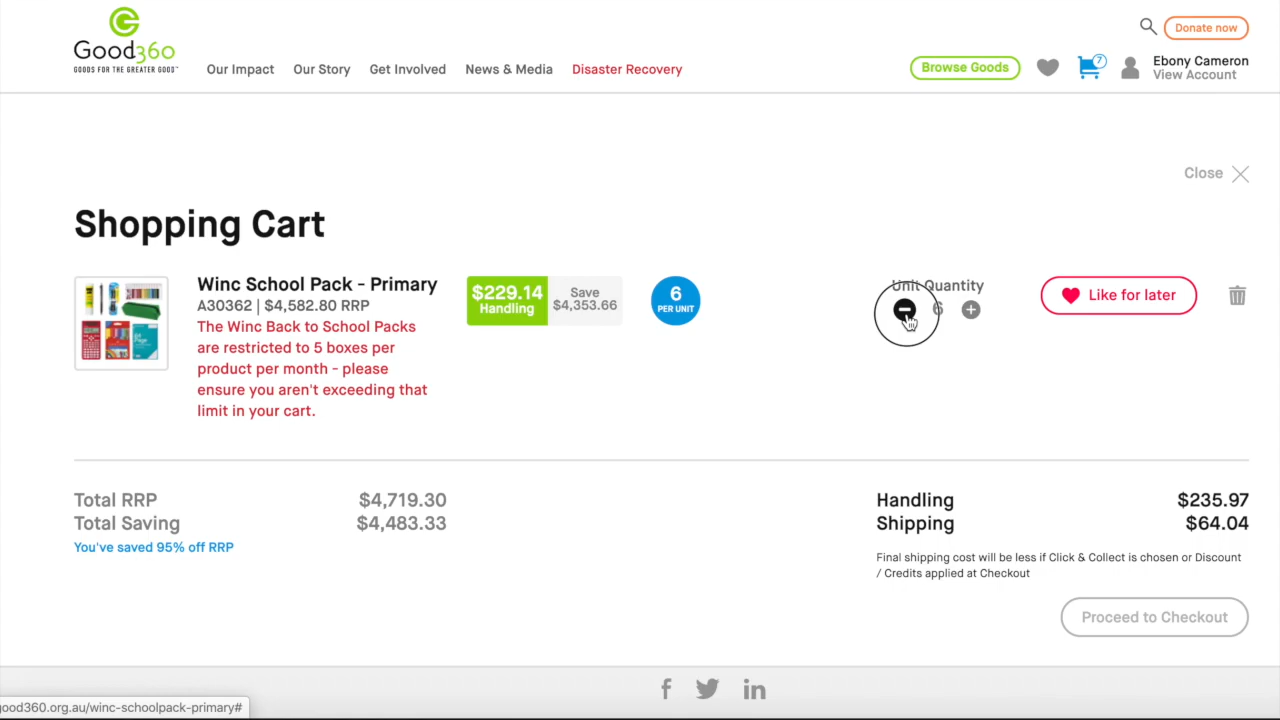 Good360
GOODS FOR THE GREATER GOOD™
Our Impact
Our Story
Get Involved
News & Media
Disaster Recovery
Donate now
Browse Goods
7
Ebony Cameron
View Account
Close
Shopping Cart
Winc School Pack - Primary
A30362 | $4,582.80 RRP
The Winc Back to School Packs
are restricted to 5 boxes per
product per month - please
ensure you aren't exceeding that
limit in your cart.
$229.14
Handling
Save
$4,353.66
6
PER UNIT
Unit Quantity
6
Like for later
Total RRP $4,719.30
Total Saving $4,483.33
You've saved 95% off RRP
Handling $235.97
Shipping $64.04
Final shipping cost will be less if Click & Collect is chosen or Discount
/ Credits applied at Checkout
Proceed to Checkout
ood360.org.au/winc-schoolpack-primary#